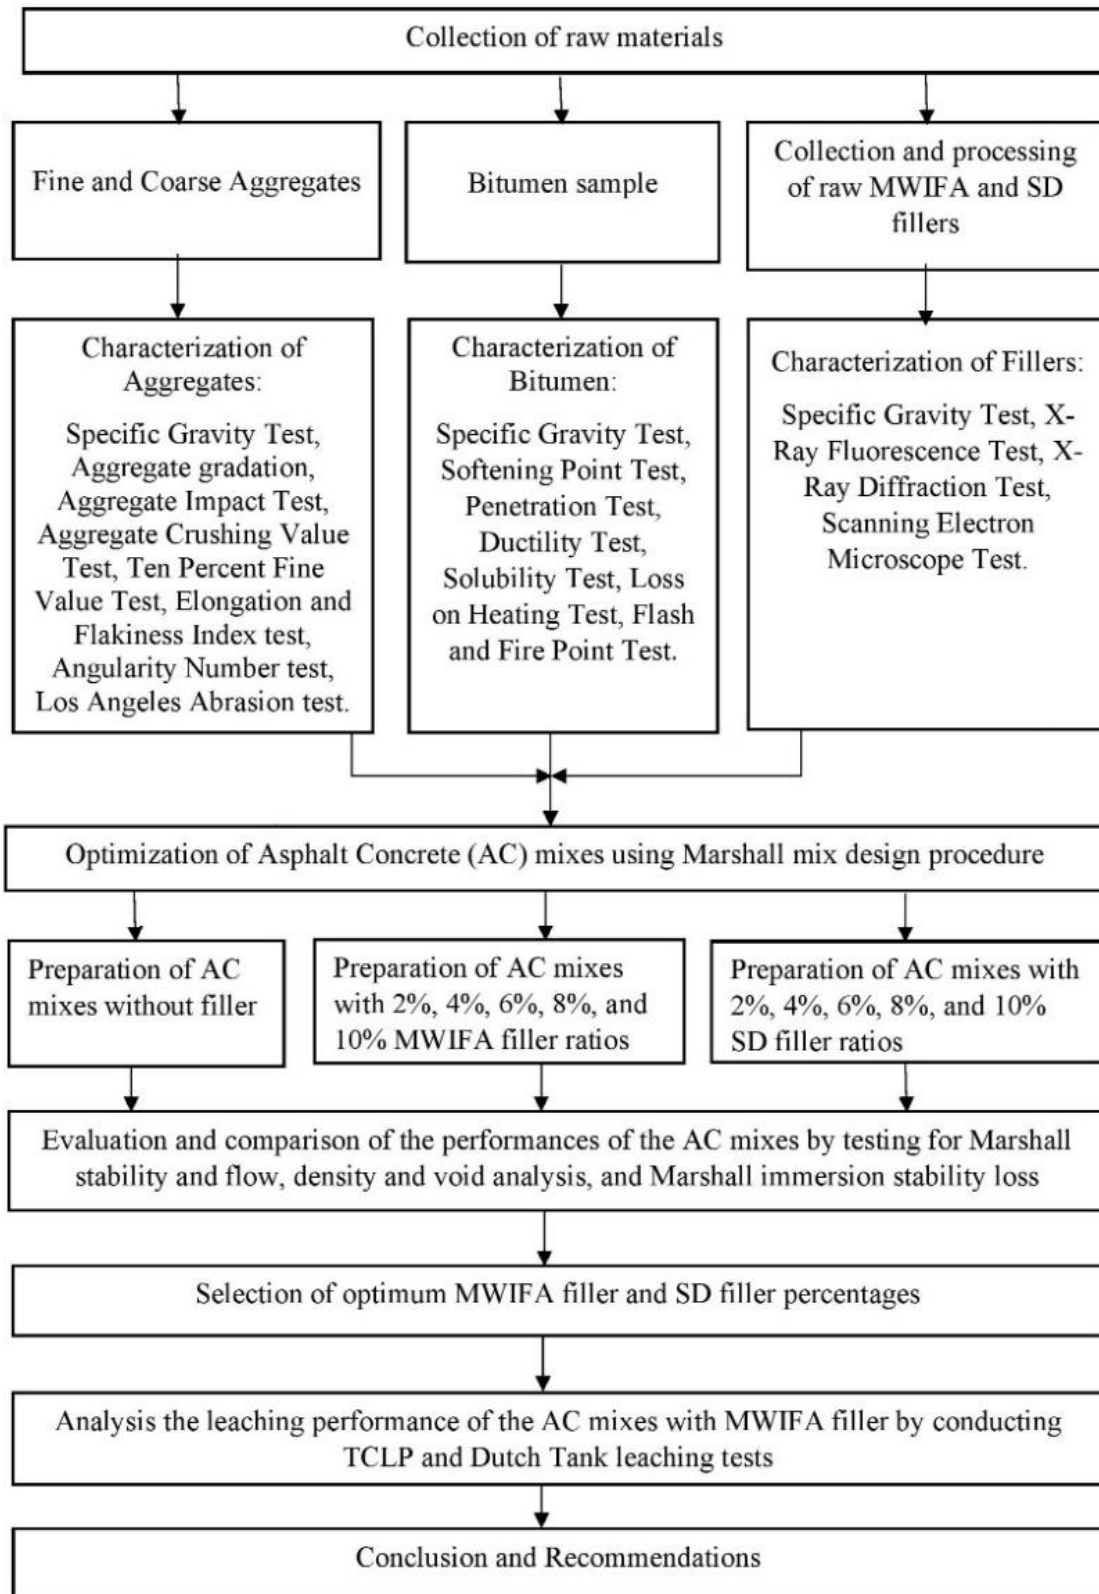 Collection of raw materials
Fine and Coarse Aggregates
Bitumen sample
Collection and processing
of raw MWIFA and SD
fillers
Characterization of
Aggregates:
Specific Gravity Test,
Aggregate gradation,
Aggregate Impact Test,
Aggregate Crushing Value
Test, Ten Percent Fine
Value Test, Elongation and
Flakiness Index test,
Angularity Number test,
Los Angeles Abrasion test.
Characterization of
Bitumen:
Specific Gravity Test,
Softening Point Test,
Penetration Test,
Ductility Test,
Solubility Test, Loss
on Heating Test, Flash
and Fire Point Test.
Characterization of Fillers:
Specific Gravity Test, X-
Ray Fluorescence Test, X-
Ray Diffraction Test,
Scanning Electron
Microscope Test.
Optimization of Asphalt Concrete (AC) mixes using Marshall mix design procedure
Preparation of AC
mixes without filler
Preparation of AC mixes
with 2%, 4%, 6%, 8%, and
10% MWIFA filler ratios
Preparation of AC mixes with
2%, 4%, 6%, 8%, and 10%
SD filler ratios
Evaluation and comparison of the performances of the AC mixes by testing for Marshall
stability and flow, density and void analysis, and Marshall immersion stability loss
Selection of optimum MWIFA filler and SD filler percentages
Analysis the leaching performance of the AC mixes with MWIFA filler by conducting
TCLP and Dutch Tank leaching tests
Conclusion and Recommendations